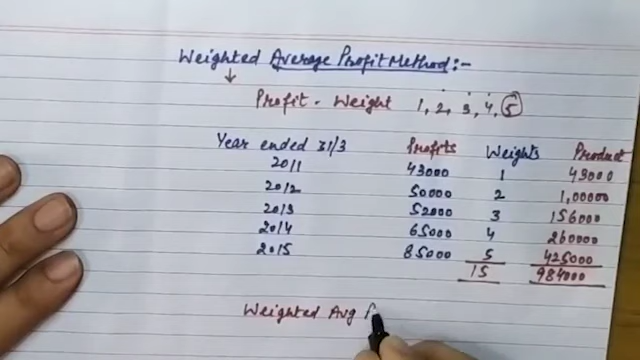 Weighted Average Profit Method :-
Profit - Weight 1, 2, 3, 4, 5
Year ended 31/3 Profits Weights Product
2011 43000 1 43000
2012 50000 2 1,00000
2013 52000 3 156000
2014 65000 4 260000
2015 85000 5 425000
15 984000
Weighted Avg